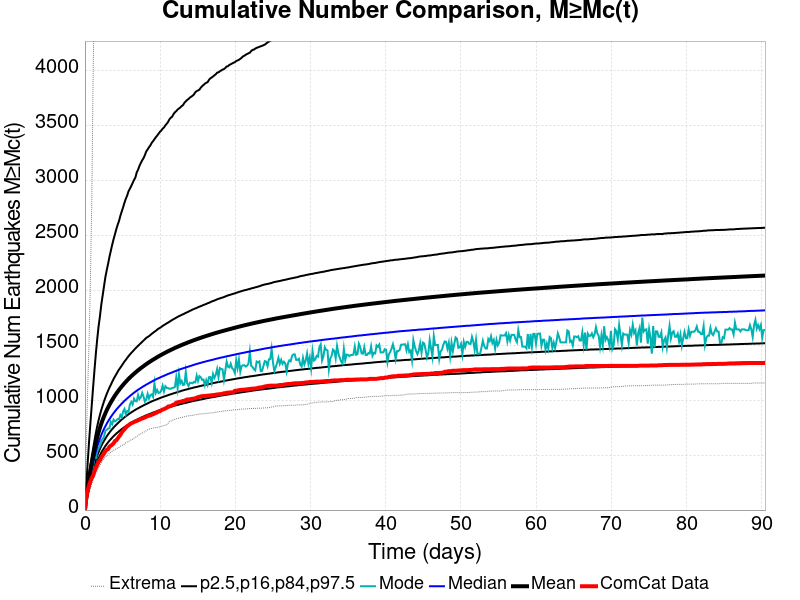 Cumulative Number Comparison, M≥Mc(t)
Cumulative Num Earthquakes M≥Mc(t)
4000
3500
3000
2500
2000
1500
1000
500
0
0 10 20 30 40 50 60 70 80 90
Time (days)
Extrema p2.5,p16,p84,p97.5 Mode Median Mean ComCat Data